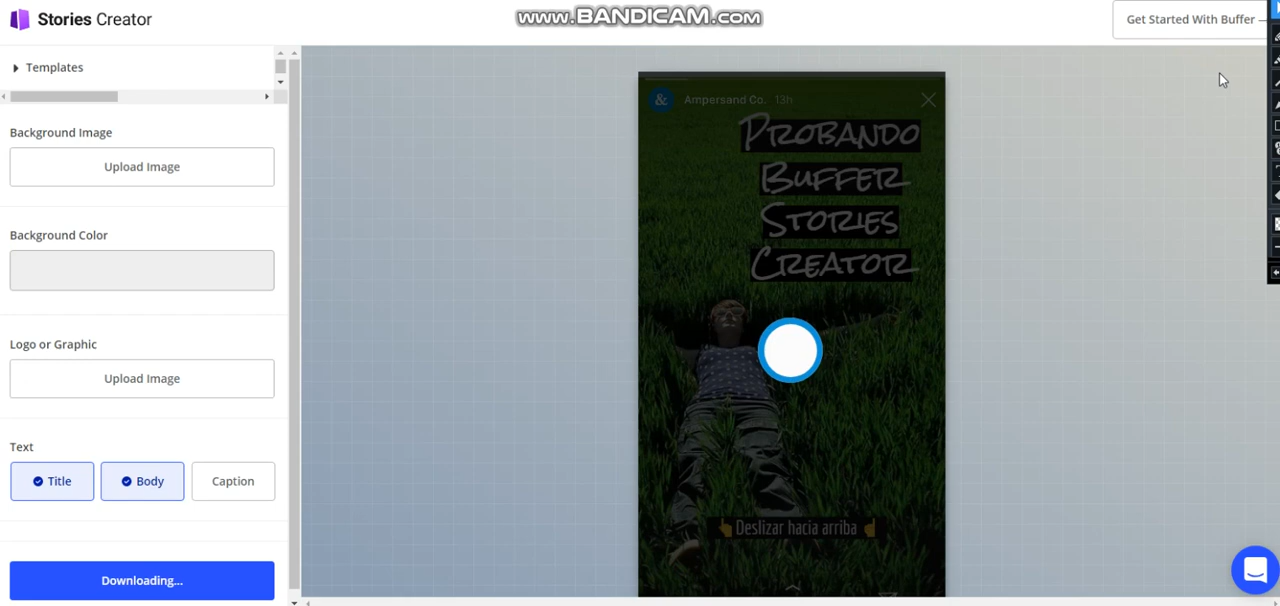 Stories Creator
www.BANDICAM.com
Get Started With Buffer —
Templates
Background Image
Upload Image
Background Color
Logo or Graphic
Upload Image
Text
Title
Body
Caption
Downloading...
& Ampersand Co. 13h
PROBANDO
BUFFER
STORIES
CREATOR
👆 Deslizar hacia arriba 👆